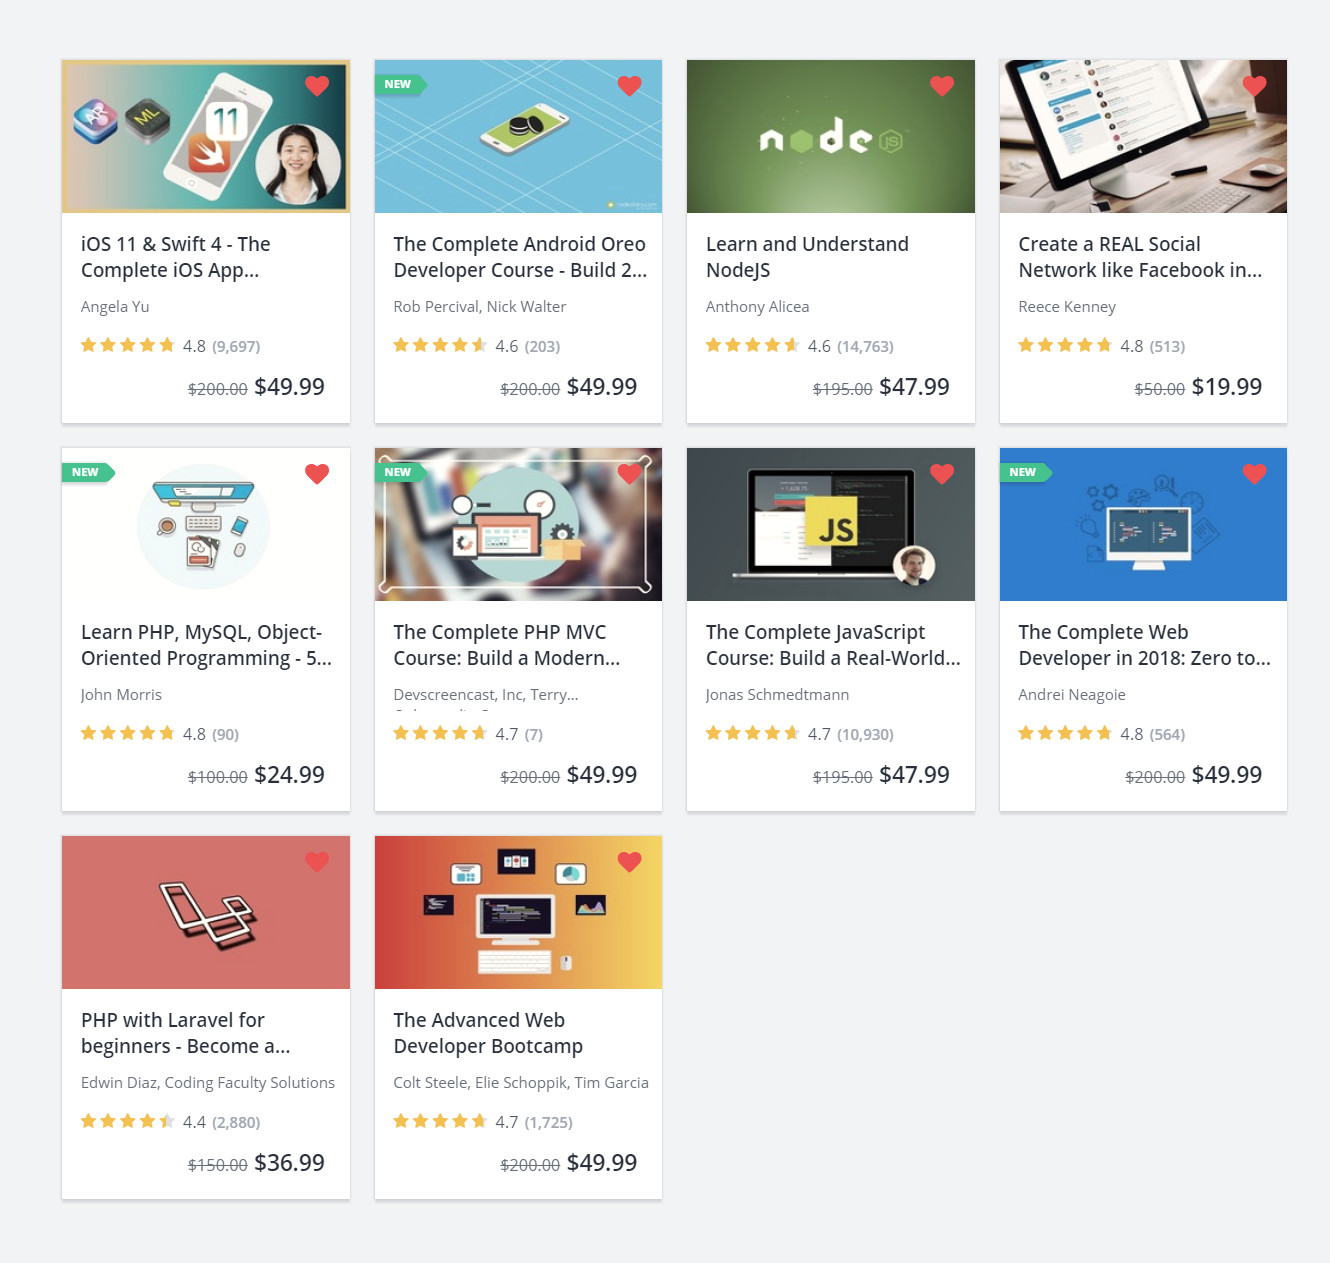 AR
ML
11
iOS 11 & Swift 4 - The
Complete iOS App...
Angela Yu
4.8 (9,697)
$200.00 $49.99
NEW
The Complete Android Oreo
Developer Course - Build 2...
Rob Percival, Nick Walter
4.6 (203)
$200.00 $49.99
node
JS
Learn and Understand
NodeJS
Anthony Alicea
4.6 (14,763)
$195.00 $47.99
Create a REAL Social
Network like Facebook in...
Reece Kenney
4.8 (513)
$50.00 $19.99
NEW
Learn PHP, MySQL, Object-
Oriented Programming - 5...
John Morris
4.8 (90)
$100.00 $24.99
NEW
The Complete PHP MVC
Course: Build a Modern...
Devscreencast, Inc, Terry...
4.7 (7)
$200.00 $49.99
JS
The Complete JavaScript
Course: Build a Real-World...
Jonas Schmedtmann
4.7 (10,930)
$195.00 $47.99
NEW
The Complete Web
Developer in 2018: Zero to...
Andrei Neagoie
4.8 (564)
$200.00 $49.99
PHP with Laravel for
beginners - Become a...
Edwin Diaz, Coding Faculty Solutions
4.4 (2,880)
$150.00 $36.99
The Advanced Web
Developer Bootcamp
Colt Steele, Elie Schoppik, Tim Garcia
4.7 (1,725)
$200.00 $49.99